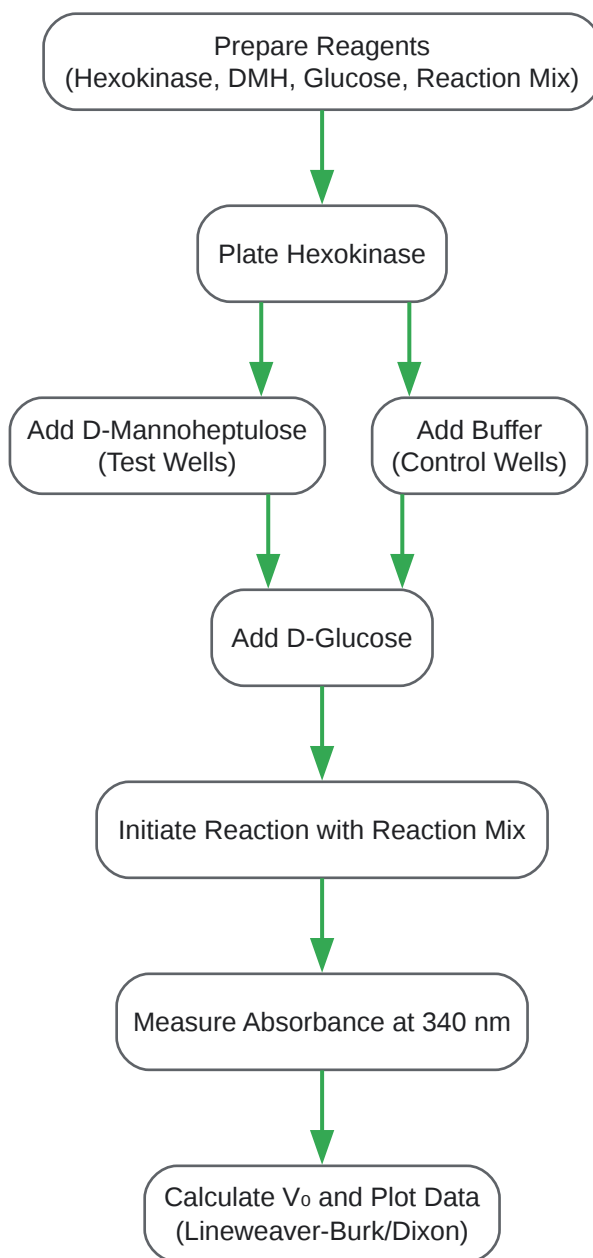 Prepare Reagents
(Hexokinase, DMH, Glucose, Reaction Mix)
Plate Hexokinase
Add D-Mannoheptulose
(Test Wells)
Add Buffer
(Control Wells)
Add D-Glucose
Initiate Reaction with Reaction Mix
Measure Absorbance at 340 nm
Calculate V₀ and Plot Data
(Lineweaver-Burk/Dixon)